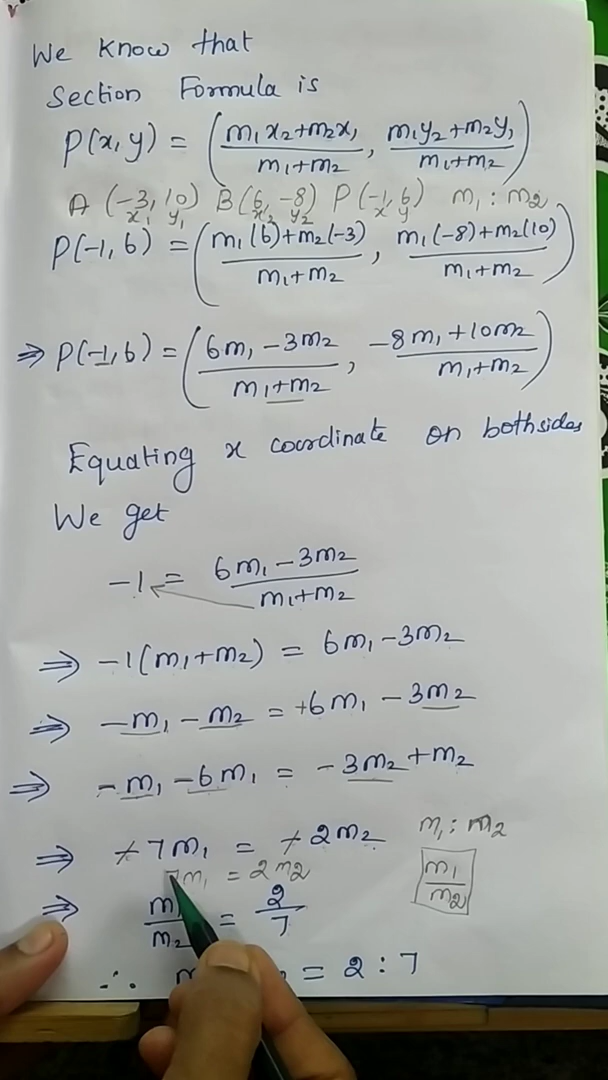 We know that
Section Formula is
P(x, y) = ( m₁x₂+m₂x₁ / m₁+m₂ , m₁y₂+m₂y₁ / m₁+m₂ )
A (-3, 10) B(6, -8) P(-1, 6) m₁ : m₂
x₁ y₁ x₂ y₂ x y
P(-1, 6) = ( m₁(6)+m₂(-3) / m₁+m₂ , m₁(-8)+m₂(10) / m₁+m₂ )
⇒ P(-1, 6) = ( 6m₁ - 3m₂ / m₁+m₂ , -8m₁+10m₂ / m₁+m₂ )
Equating x coordinate on bothsides
We get
-1 = 6m₁ - 3m₂ / m₁+m₂
⇒ -1(m₁+m₂) = 6m₁ - 3m₂
⇒ -m₁ - m₂ = +6m₁ - 3m₂
⇒ -m₁ - 6m₁ = -3m₂ + m₂
⇒ -7m₁ = -2m₂ m₁ : m₂
7m₁ = 2m₂ m₁ / m₂
⇒ m₁ / m₂ = 2 / 7
∴ = 2 : 7